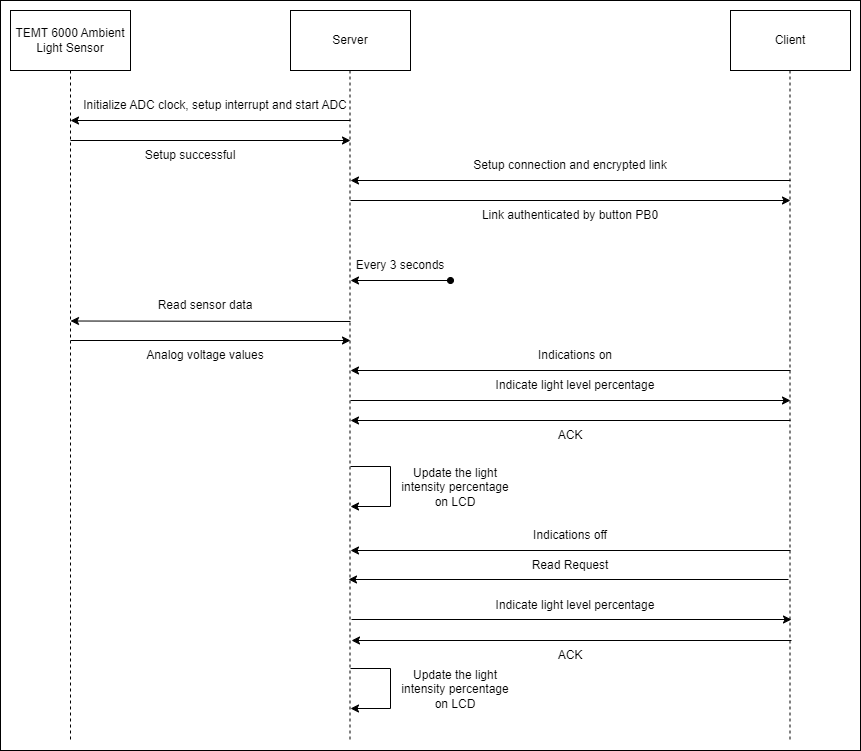 TEMT 6000 Ambient
Light Sensor
Server
Client
Initialize ADC clock, setup interrupt and start ADC
Setup successful
Setup connection and encrypted link
Link authenticated by button PB0
Every 3 seconds
Read sensor data
Analog voltage values
Indications on
Indicate light level percentage
ACK
Update the light
intensity percentage
on LCD
Indications off
Read Request
Indicate light level percentage
ACK
Update the light
intensity percentage
on LCD